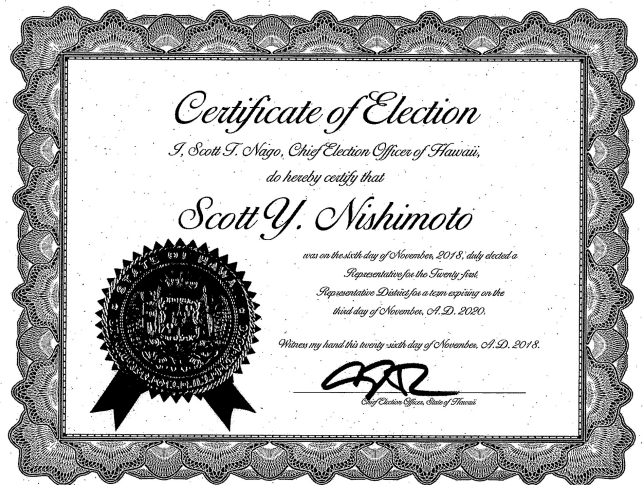 Certificate of Election
I, Scott T. Nago, Chief Election Officer of Hawaii,
do hereby certify that
Scott Y. Nishimoto
was on the sixth day of November, 2018, duly elected a
Representative for the Twenty-first
Representative District for a term expiring on the
third day of November, A.D. 2020.
Witness my hand this twenty-sixth day of November, A.D. 2018.
Chief Election Officer, State of Hawaii